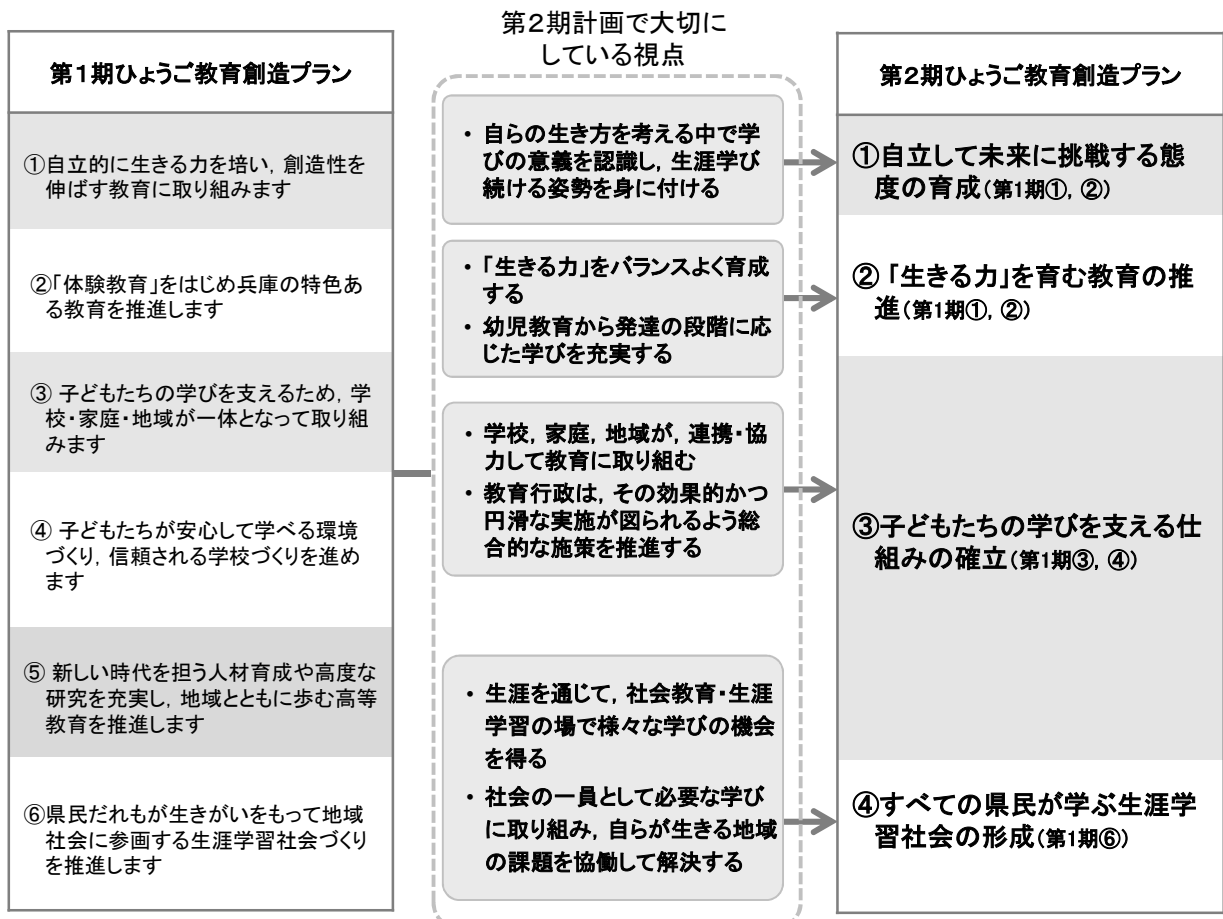 第2期計画で大切に
している視点
第1期ひょうご教育創造プラン
①自立的に生きる力を培い，創造性を
伸ばす教育に取り組みます
②「体験教育」をはじめ兵庫の特色あ
る教育を推進します
③ 子どもたちの学びを支えるため，学
校・家庭・地域が一体となって取り組
みます
④ 子どもたちが安心して学べる環境
づくり，信頼される学校づくりを進め
ます
⑤ 新しい時代を担う人材育成や高度な
研究を充実し，地域とともに歩む高等
教育を推進します
⑥県民だれもが生きがいをもって地域
社会に参画する生涯学習社会づくり
を推進します
・ 自らの生き方を考える中で学
びの意義を認識し，生涯学び
続ける姿勢を身に付ける
・ 「生きる力」をバランスよく育成
する
・ 幼児教育から発達の段階に応
じた学びを充実する
・ 学校，家庭，地域が，連携・協
力して教育に取り組む
・ 教育行政は，その効果的かつ
円滑な実施が図られるよう総
合的な施策を推進する
・ 生涯を通じて，社会教育・生涯
学習の場で様々な学びの機会
を得る
・ 社会の一員として必要な学び
に取り組み，自らが生きる地域
の課題を協働して解決する
第2期ひょうご教育創造プラン
①自立して未来に挑戦する態
度の育成（第1期①，②）
② 「生きる力」を育む教育の推
進（第1期①，②）
③子どもたちの学びを支える仕
組みの確立（第1期③，④）
④すべての県民が学ぶ生涯学
習社会の形成（第1期⑥）